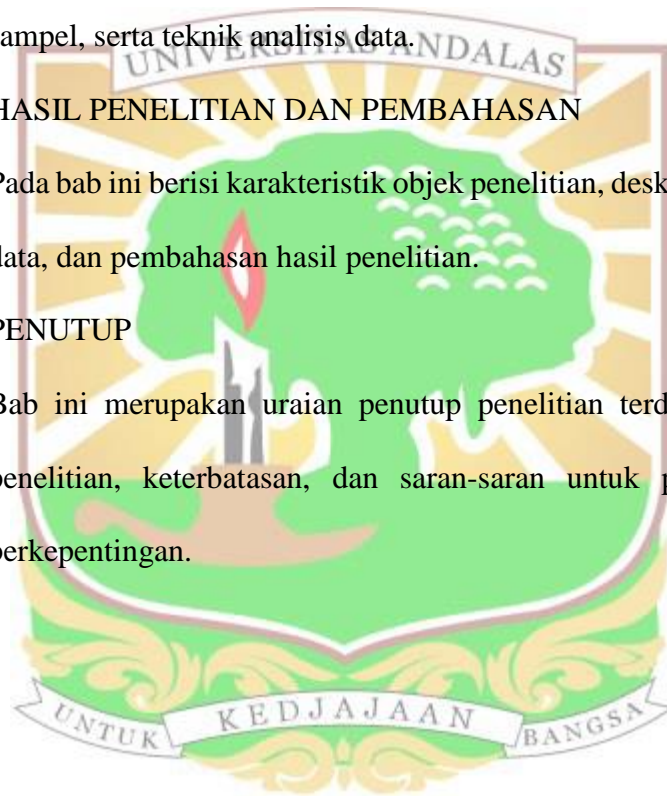 ampel, serta teknik analisis data.
UNIVERSITAS ANDALAS
HASIL PENELITIAN DAN PEMBAHASAN
Pada bab ini berisi karakteristik objek penelitian, desk
data, dan pembahasan hasil penelitian.
PENUTUP
Bab ini merupakan uraian penutup penelitian terd
penelitian, keterbatasan, dan saran-saran untuk p
berkepentingan.
UNTUK KEDJAJAAN BANGSA